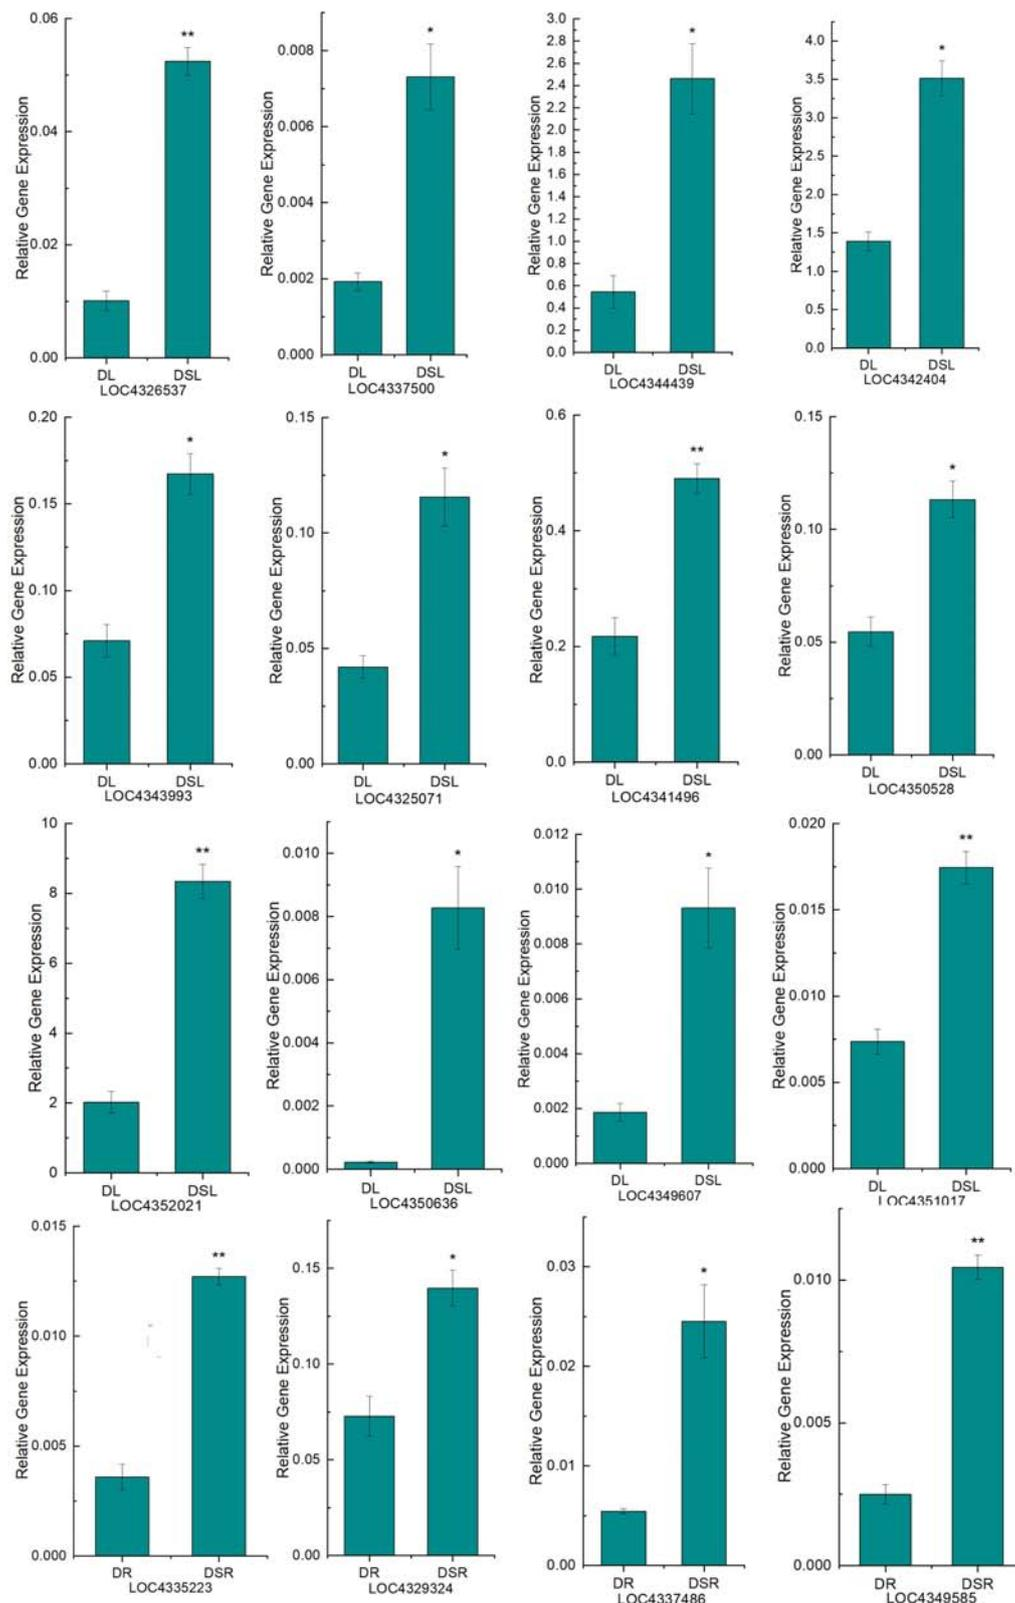 0.06
0.04
0.02
0.00
Relative Gene Expression
**
DL DSL
LOC4326537
0.008
0.006
0.004
0.002
0.000
Relative Gene Expression
*
DL DSL
LOC4337500
3.0
2.8
2.6
2.4
2.2
2.0
1.8
1.6
1.4
1.2
1.0
0.8
0.6
0.4
0.2
0.0
Relative Gene Expression
*
DL DSL
LOC4344439
4.0
3.5
3.0
2.5
2.0
1.5
1.0
0.5
0.0
Relative Gene Expression
*
DL DSL
LOC4342404
0.20
0.15
0.10
0.05
0.00
Relative Gene Expression
*
DL DSL
LOC4343993
0.15
0.10
0.05
0.00
Relative Gene Expression
*
DL DSL
LOC4325071
0.6
0.4
0.2
0.0
Relative Gene Expression
**
DL DSL
LOC4341496
0.15
0.10
0.05
0.00
Relative Gene Expression
*
DL DSL
LOC4350528
10
8
6
4
2
0
Relative Gene Expression
**
DL DSL
LOC4352021
0.010
0.008
0.006
0.004
0.002
0.000
Relative Gene Expression
*
DL DSL
LOC4350636
0.012
0.010
0.008
0.006
0.004
0.002
0.000
Relative Gene Expression
*
DL DSL
LOC4349607
0.020
0.015
0.010
0.005
0.000
Relative Gene Expression
**
DL DSL
LOC4351017
0.015
0.010
0.005
0.000
Relative Gene Expression
**
DR DSR
LOC4335223
0.15
0.10
0.05
0.00
Relative Gene Expression
*
DR DSR
LOC4329324
0.03
0.02
0.01
0.00
Relative Gene Expression
*
DR DSR
LOC4337486
0.010
0.005
0.000
Relative Gene Expression
**
DR DSR
LOC4349585